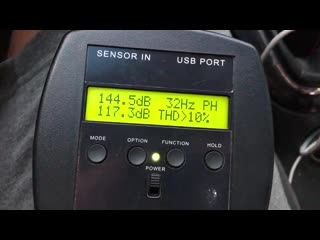 SENSOR IN USB PORT
144.5dB 32Hz PH
117.3dB THD>10%
MODE OPTION FUNCTION HOLD
POWER